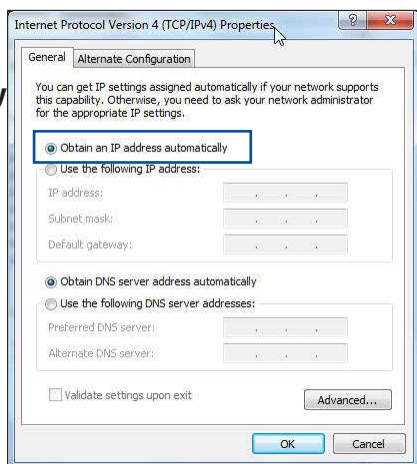 Internet Protocol Version 4 (TCP/IPv4) Properties
General
Alternate Configuration
You can get IP settings assigned automatically if your network supports
this capability. Otherwise, you need to ask your network administrator
for the appropriate IP settings.
Obtain an IP address automatically
Use the following IP address:
IP address:
Subnet mask:
Default gateway:
Obtain DNS server address automatically
Use the following DNS server addresses:
Preferred DNS server:
Alternate DNS server:
Validate settings upon exit
Advanced...
OK
Cancel